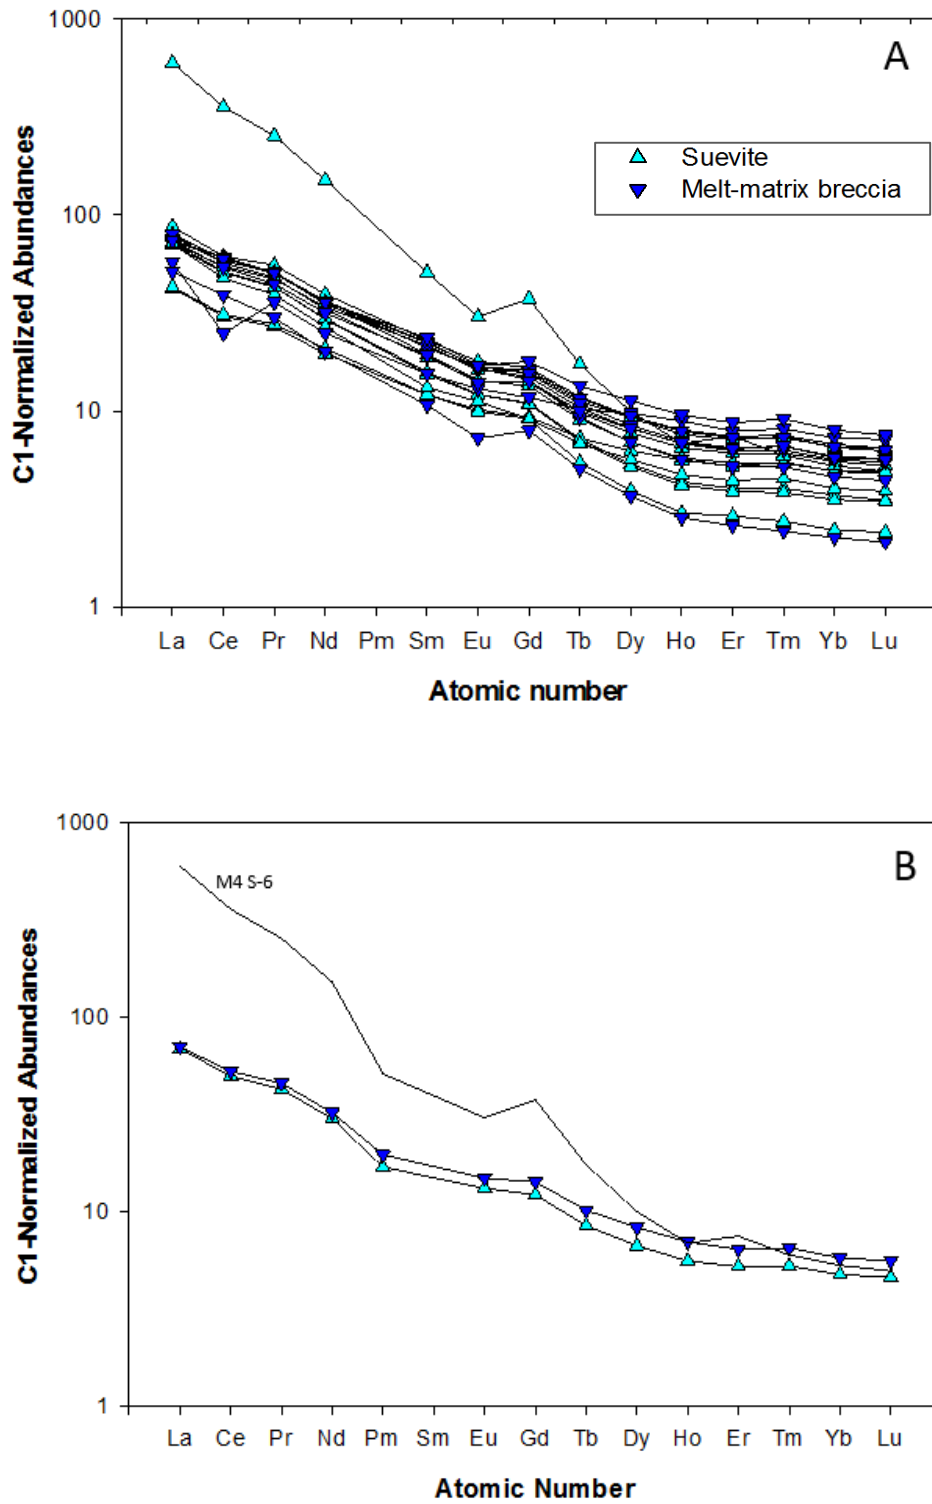 1000
A
Suevite
Melt-matrix breccia
100
10
1
C1-Normalized Abundances
La Ce Pr Nd Pm Sm Eu Gd Tb Dy Ho Er Tm Yb Lu
Atomic number
1000
B
M4 S-6
100
10
1
C1-Normalized Abundances
La Ce Pr Nd Pm Sm Eu Gd Tb Dy Ho Er Tm Yb Lu
Atomic Number